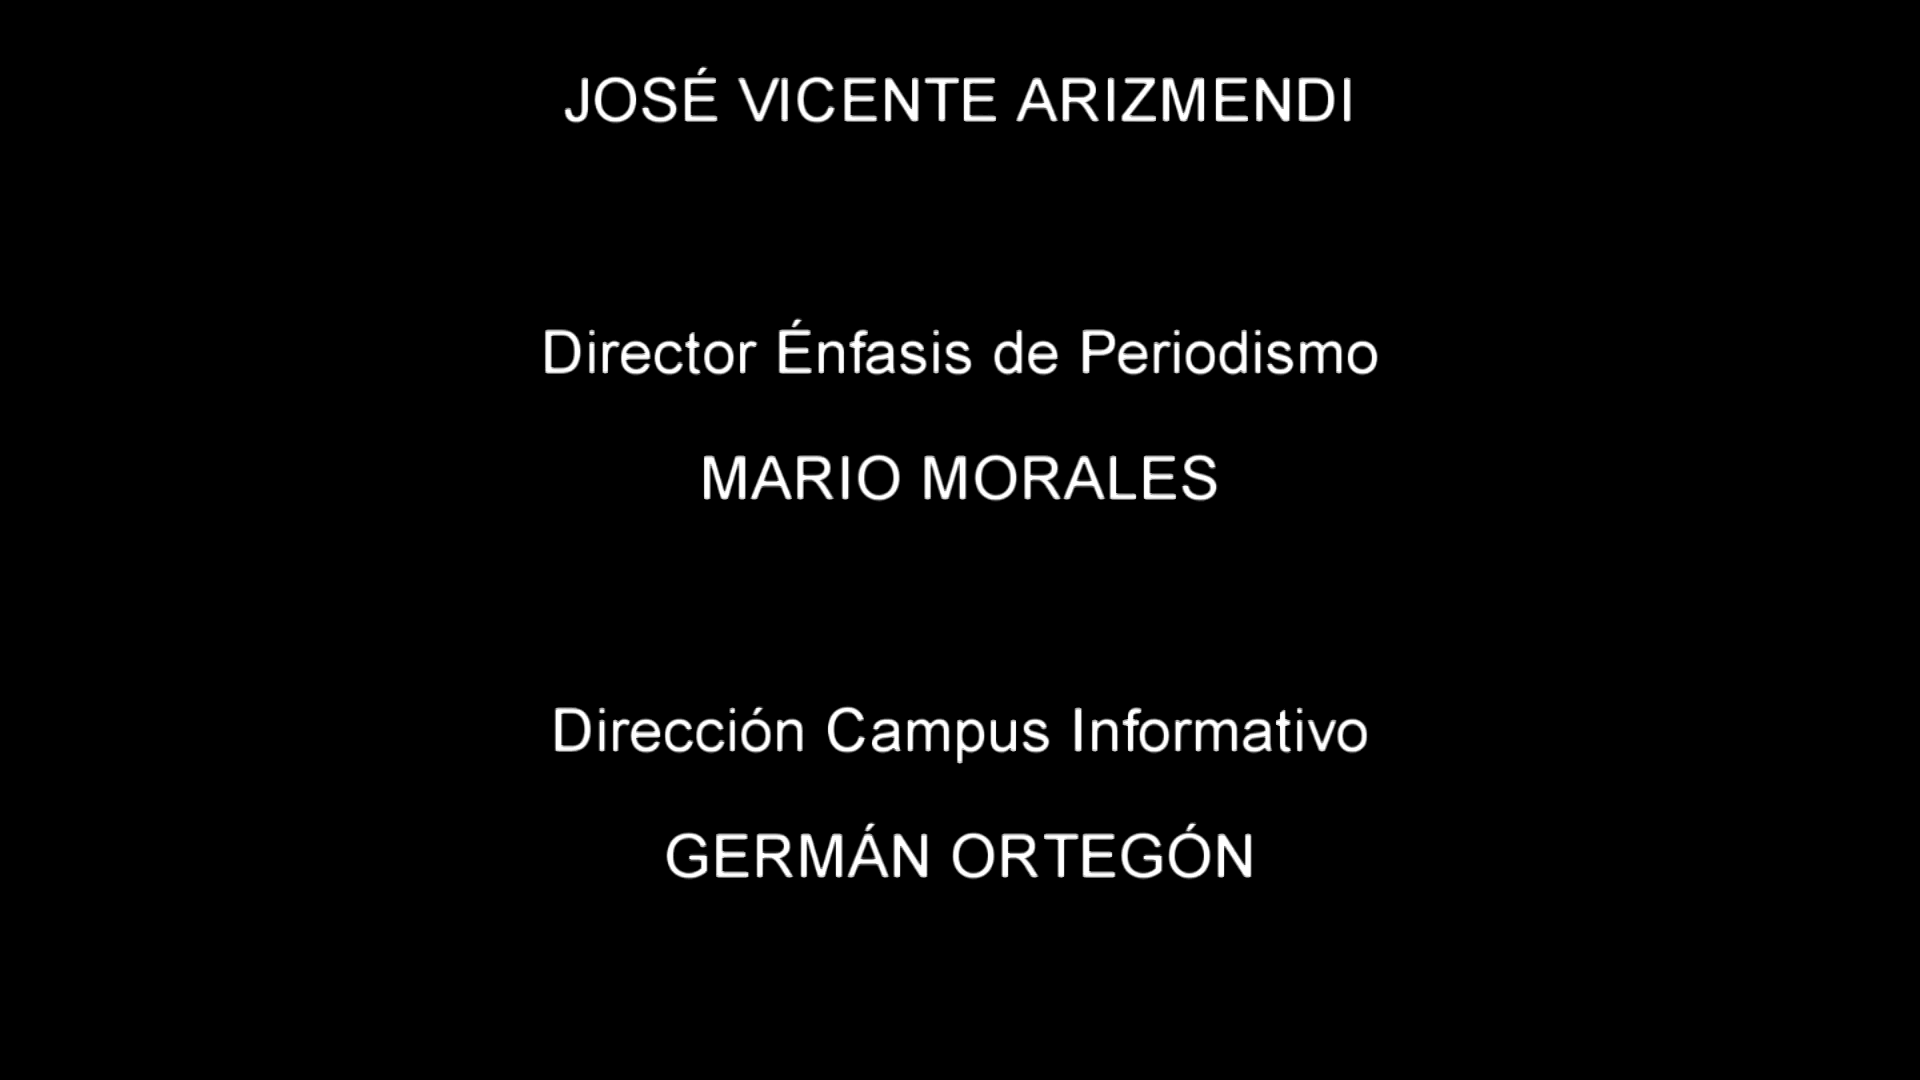 JOSÉ VICENTE ARIZMENDI
Director Énfasis de Periodismo
MARIO MORALES
Dirección Campus Informativo
GERMÁN ORTEGÓN